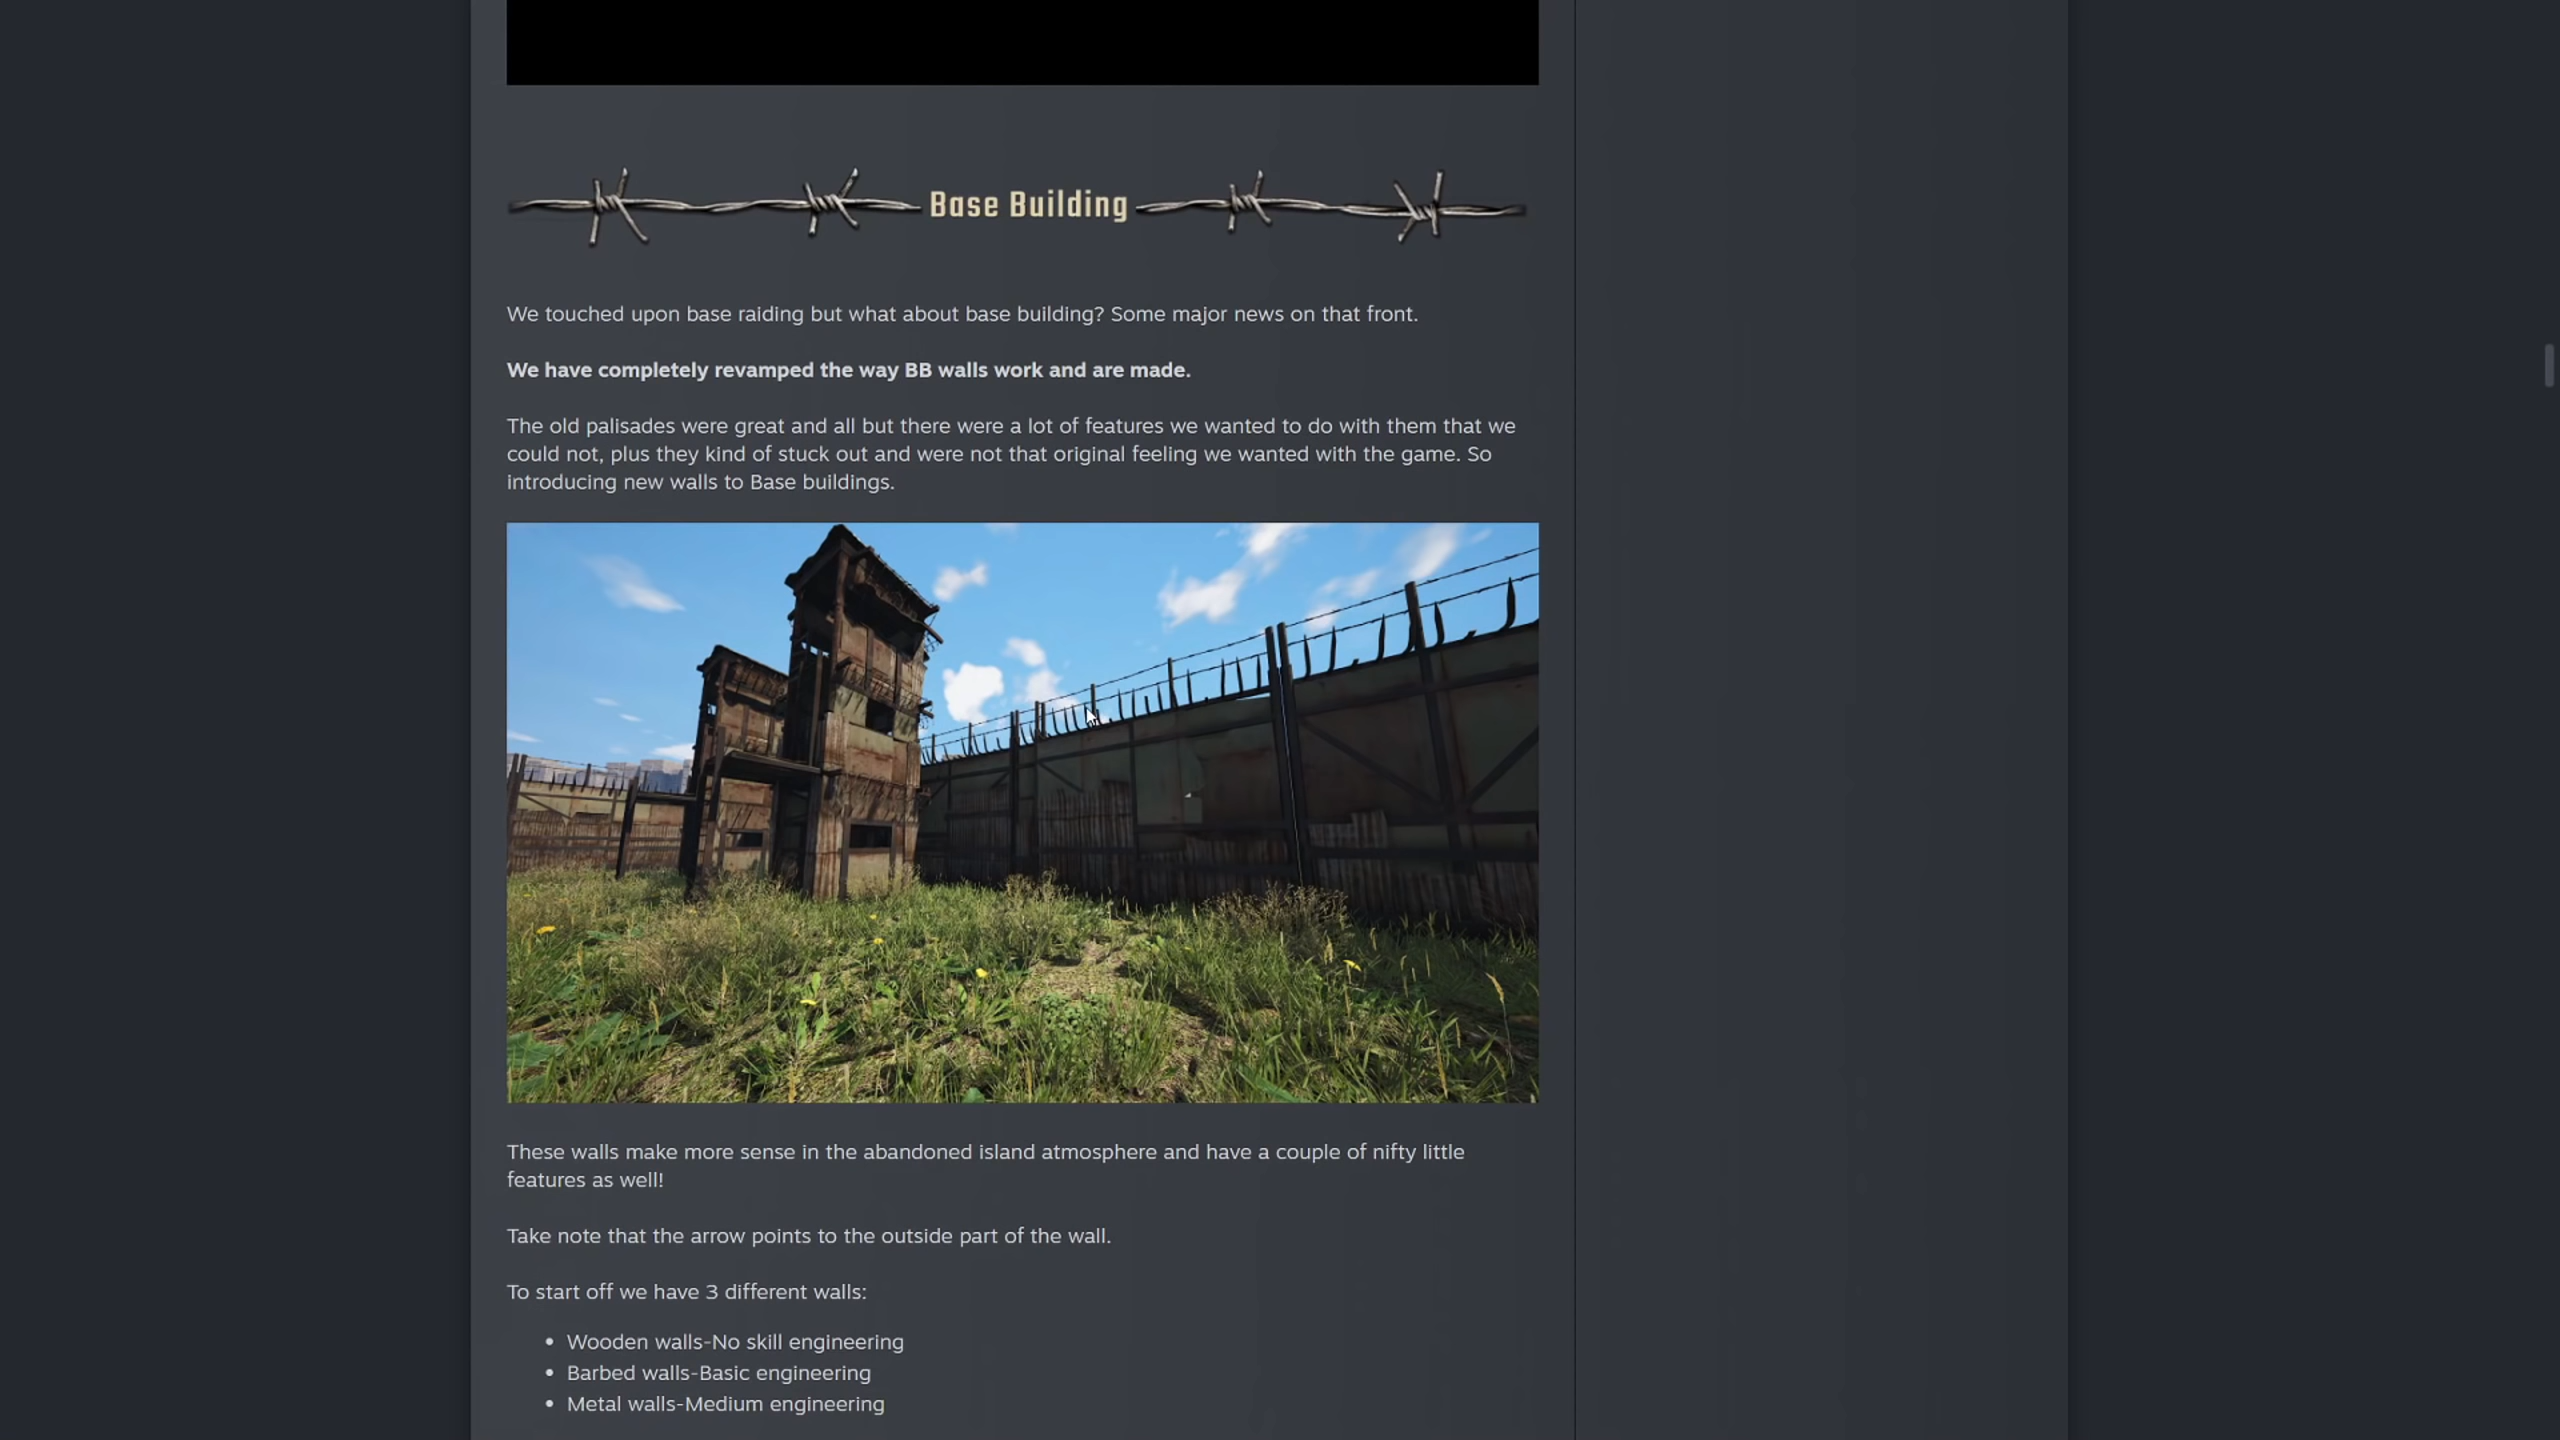 Base Building
We touched upon base raiding but what about base building? Some major news on that front.
We have completely revamped the way BB walls work and are made.
The old palisades were great and all but there were a lot of features we wanted to do with them that we
could not, plus they kind of stuck out and were not that original feeling we wanted with the game. So
introducing new walls to Base buildings.
These walls make more sense in the abandoned island atmosphere and have a couple of nifty little
features as well!
Take note that the arrow points to the outside part of the wall.
To start off we have 3 different walls:
• Wooden walls-No skill engineering
• Barbed walls-Basic engineering
• Metal walls-Medium engineering